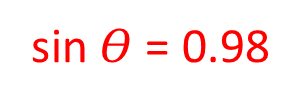 sin θ = 0.98